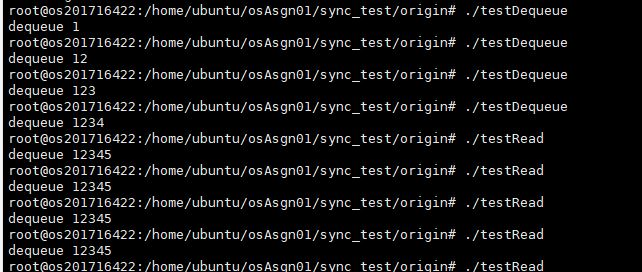 root@os201716422:/home/ubuntu/osAsgn01/sync_test/origin# ./testDequeue
dequeue 1
root@os201716422:/home/ubuntu/osAsgn01/sync_test/origin# ./testDequeue
dequeue 12
root@os201716422:/home/ubuntu/osAsgn01/sync_test/origin# ./testDequeue
dequeue 123
root@os201716422:/home/ubuntu/osAsgn01/sync_test/origin# ./testDequeue
dequeue 1234
root@os201716422:/home/ubuntu/osAsgn01/sync_test/origin# ./testRead
dequeue 12345
root@os201716422:/home/ubuntu/osAsgn01/sync_test/origin# ./testRead
dequeue 12345
root@os201716422:/home/ubuntu/osAsgn01/sync_test/origin# ./testRead
dequeue 12345
root@os201716422:/home/ubuntu/osAsgn01/sync_test/origin# ./testRead
dequeue 12345
root@os201716422:/home/ubuntu/osAsgn01/sync_test/origin# ./testRead